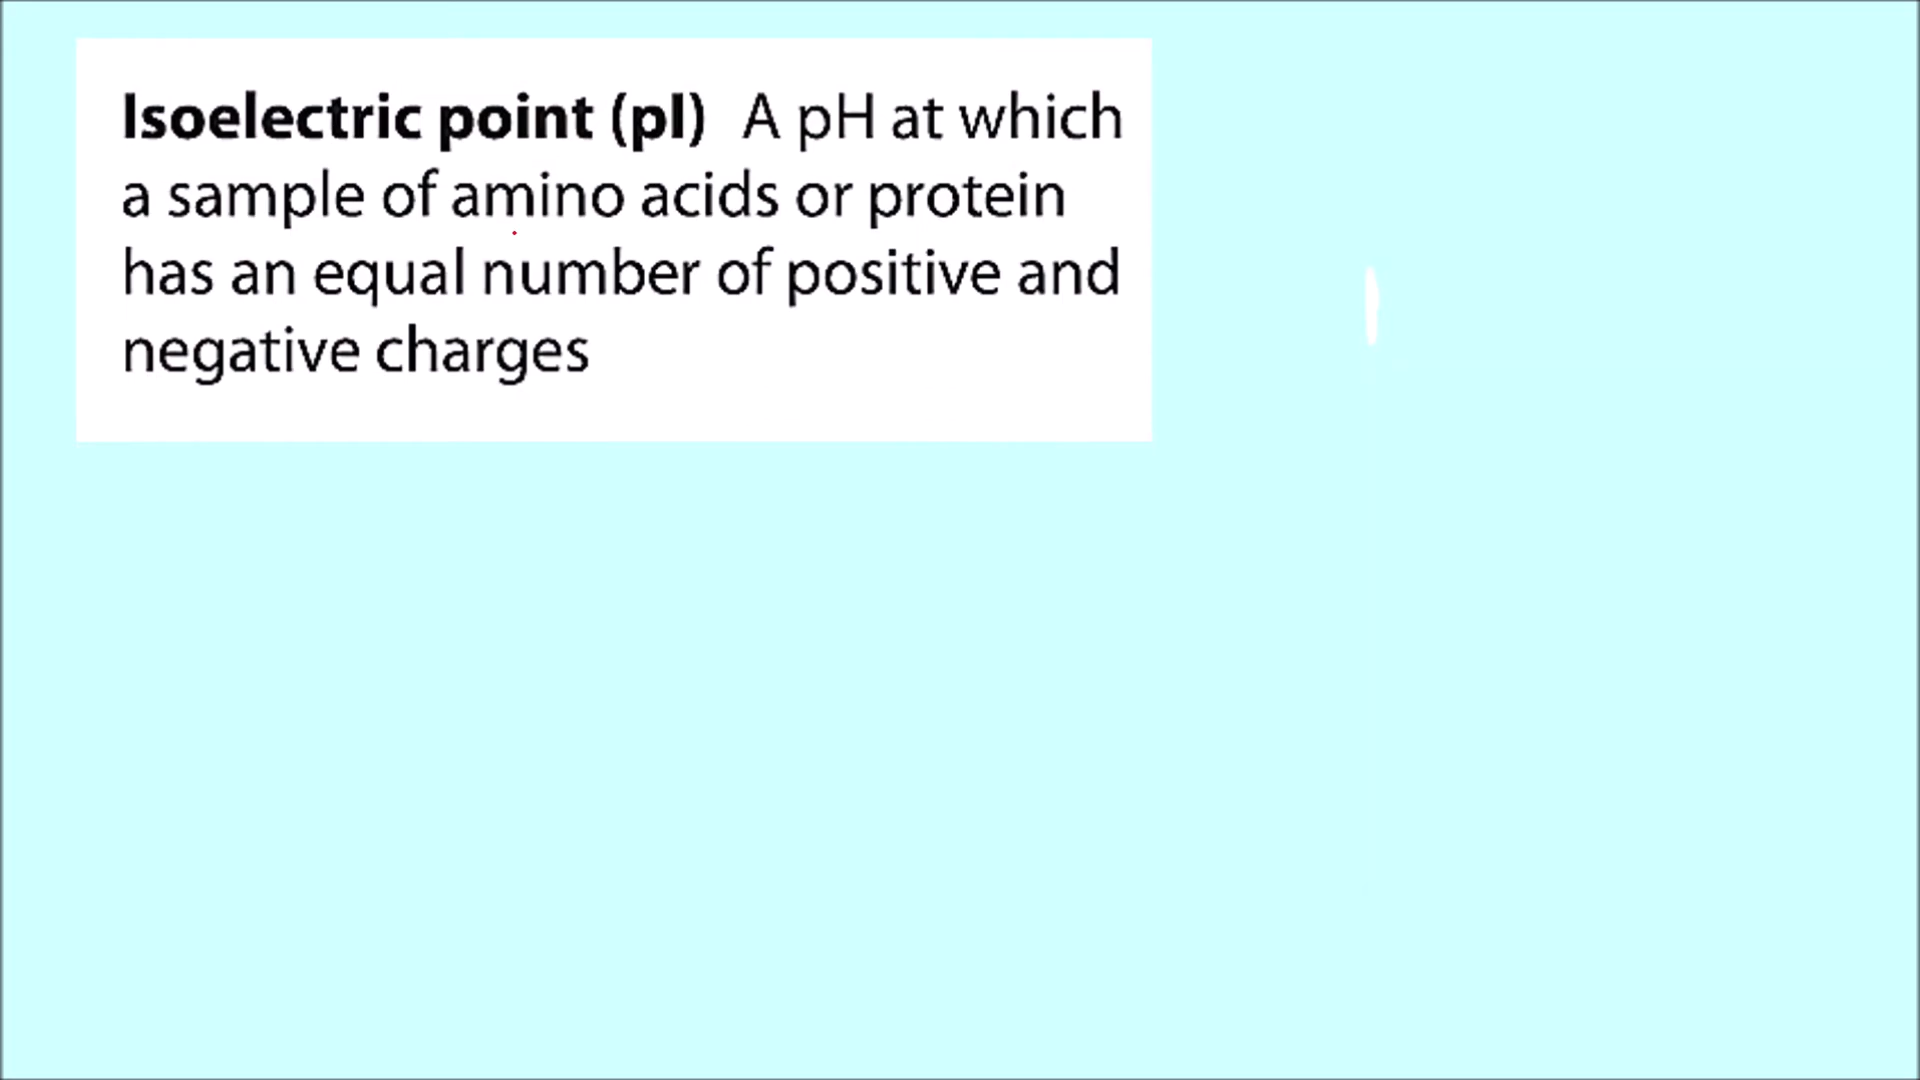 Isoelectric point (pI) A pH at which
a sample of amino acids or protein
has an equal number of positive and
negative charges